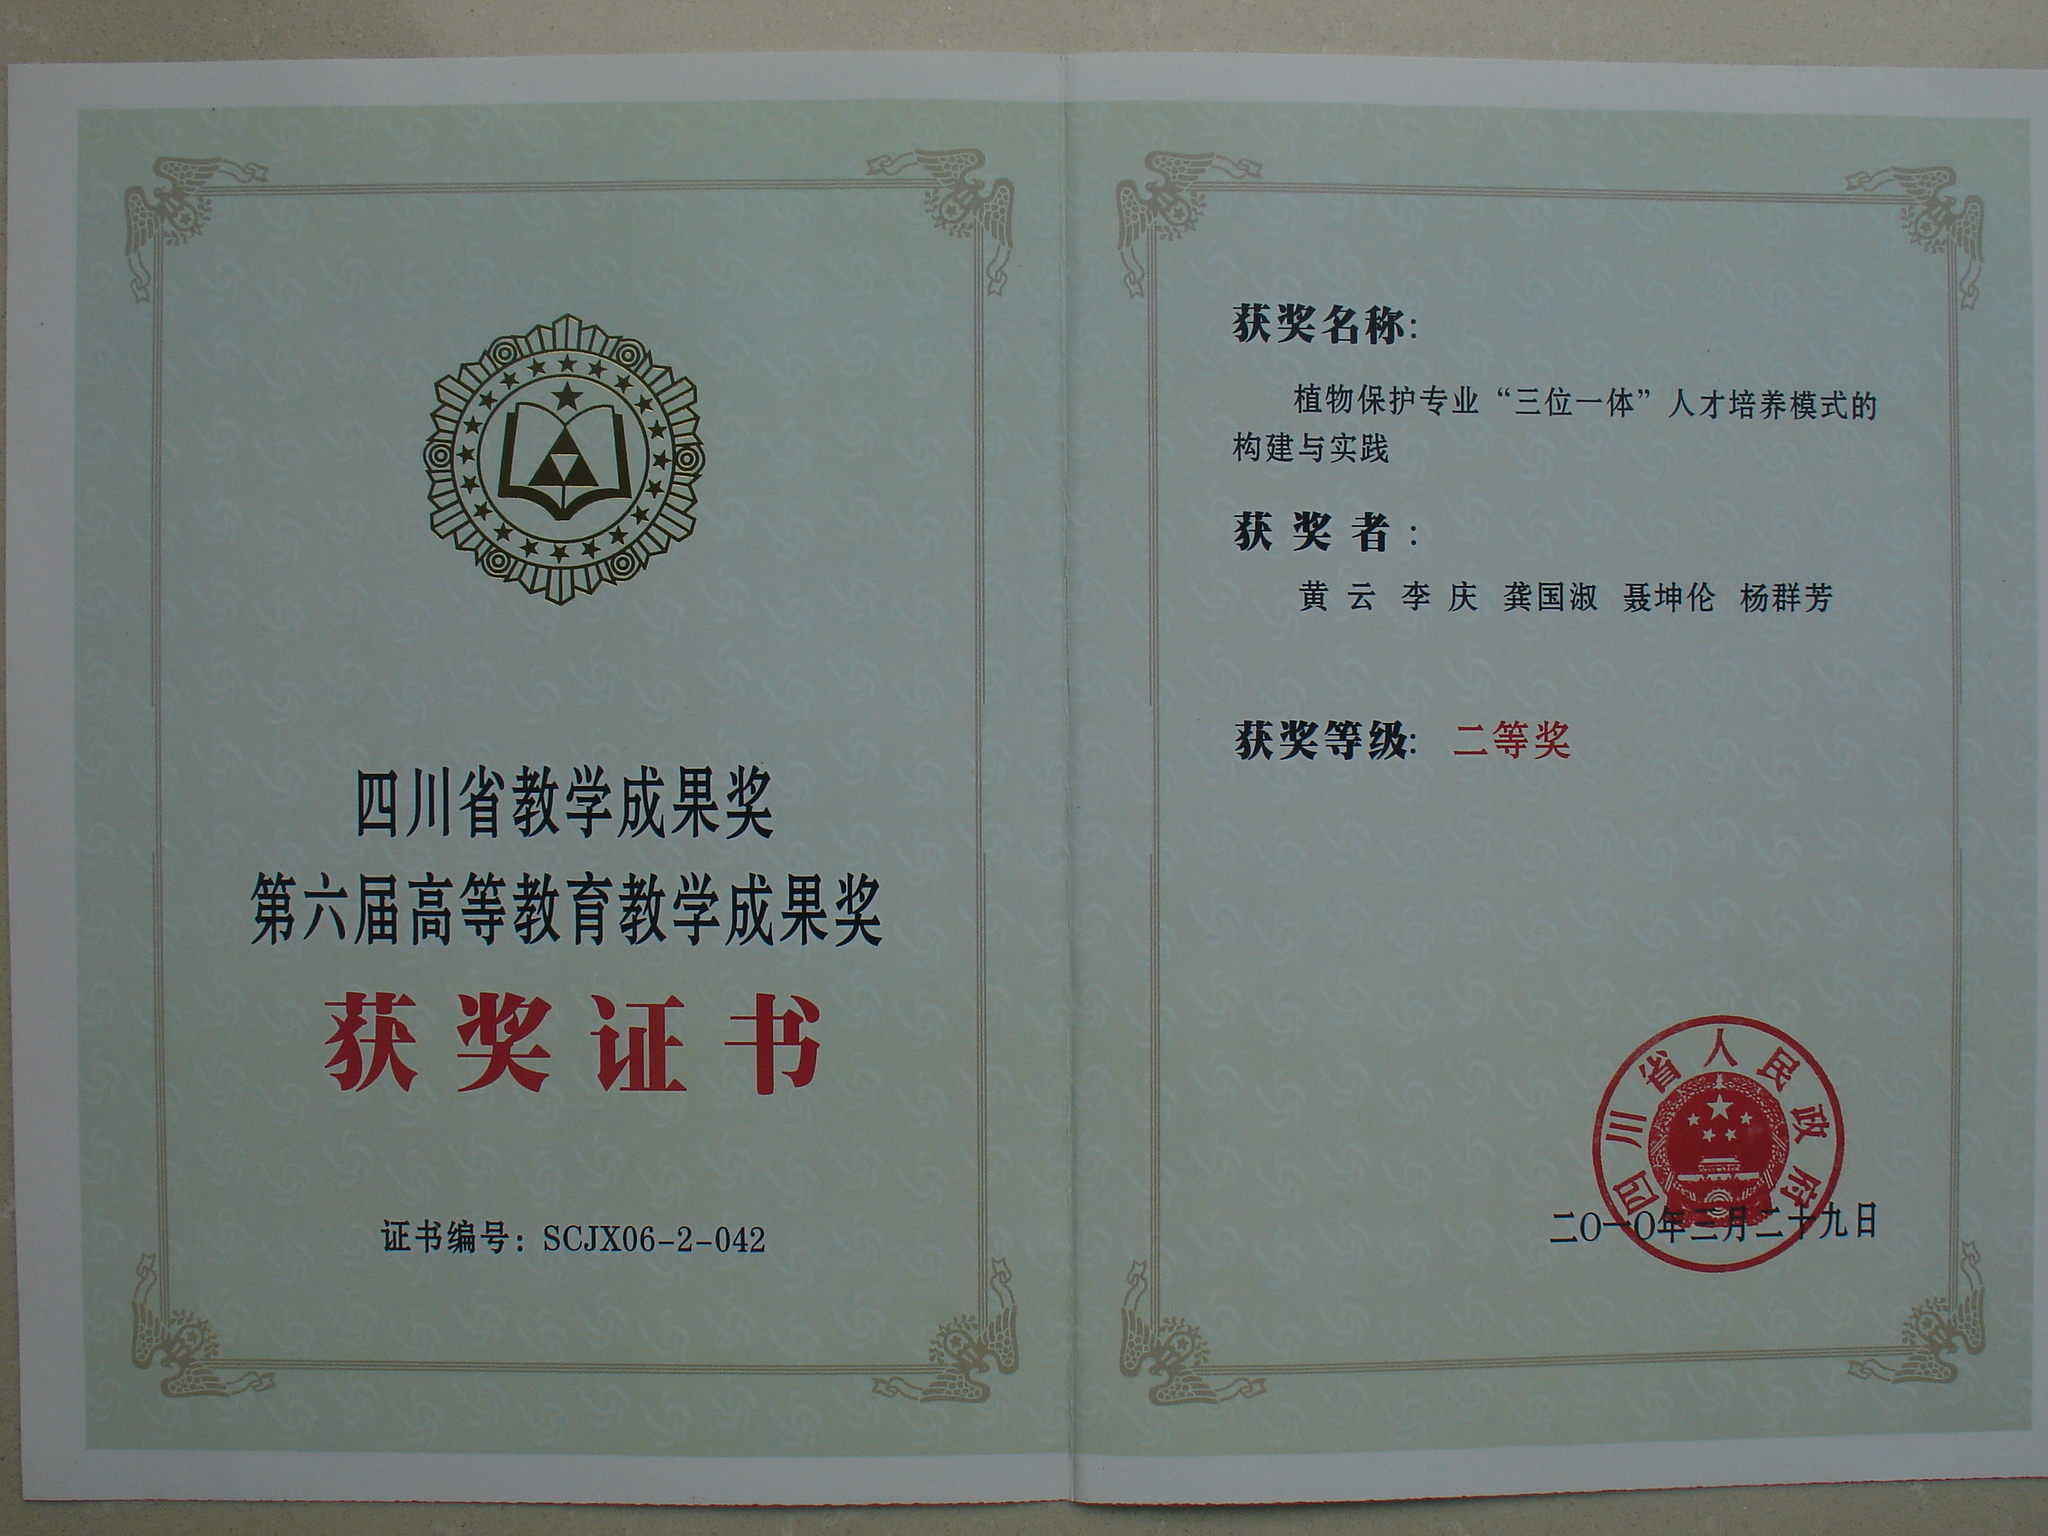 四川省教学成果奖
第六届高等教育教学成果奖
获奖证书
证书编号：SCJX06-2-042
获奖名称：
植物保护专业“三位一体”人才培养模式的
构建与实践
获奖者：
黄云 李庆 龚国淑 聂坤伦 杨群芳
获奖等级：二等奖
四川省人民政府
二〇一〇年三月二十九日